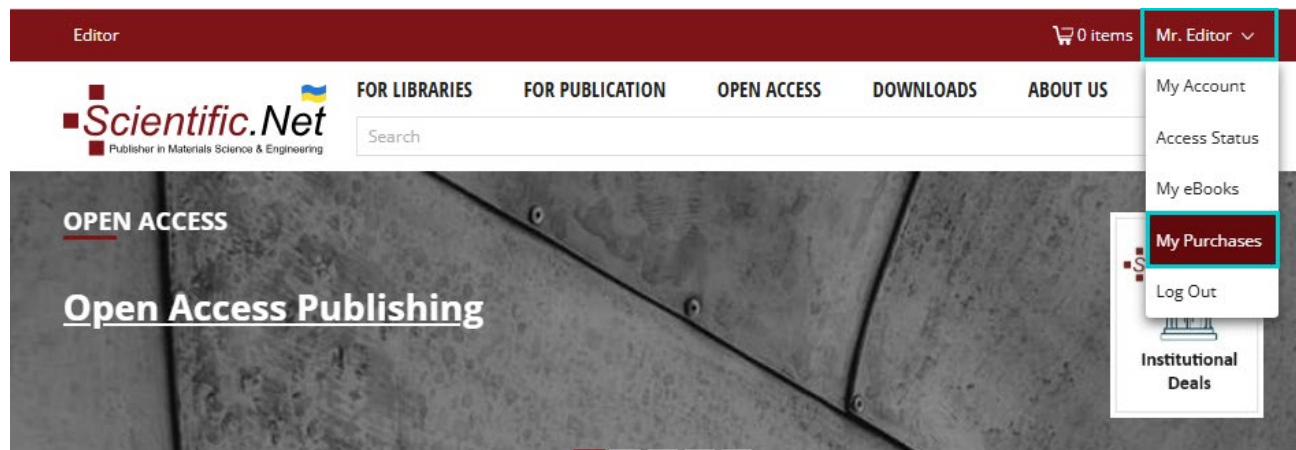 Editor
0 items
Mr. Editor
FOR LIBRARIES
FOR PUBLICATION
OPEN ACCESS
DOWNLOADS
ABOUT US
Scientific.Net
Publisher in Materials Science & Engineering
Search
My Account
Access Status
My eBooks
My Purchases
Log Out
OPEN ACCESS
Open Access Publishing
S
Institutional
Deals